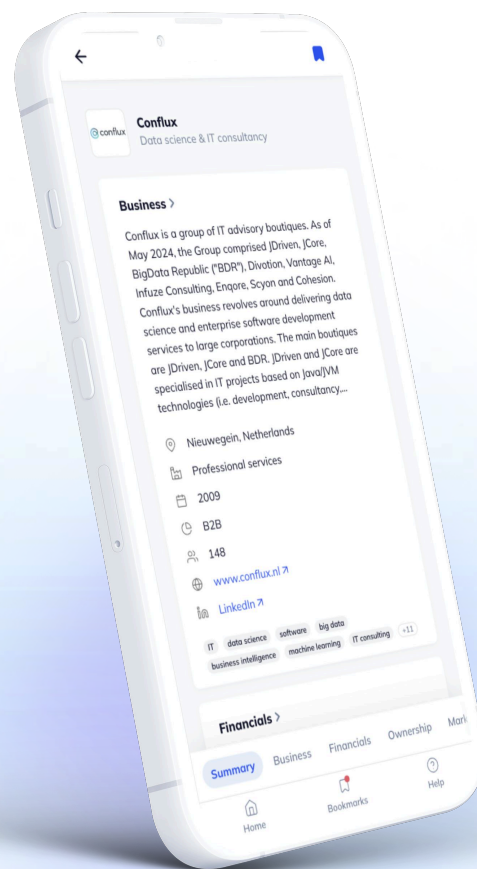 conflux
Conflux
Data science & IT consultancy
Business >
Conflux is a group of IT advisory boutiques. As of
May 2024, the Group comprised JDriven, JCore,
BigData Republic ("BDR"), Divotion, Vantage AI,
Infuze Consulting, Enqore, Scyon and Cohesion.
Conflux's business revolves around delivering data
science and enterprise software development
services to large corporations. The main boutiques
are JDriven, JCore and BDR. JDriven and JCore are
specialised in IT projects based on Java/JVM
technologies (i.e. development, consultancy,...
Nieuwegein, Netherlands
Professional services
2009
B2B
148
www.conflux.nl
LinkedIn
IT data science software big data
business intelligence machine learning IT consulting +11
Financials >
Summary Business Financials Ownership Mark
Home Bookmarks Help